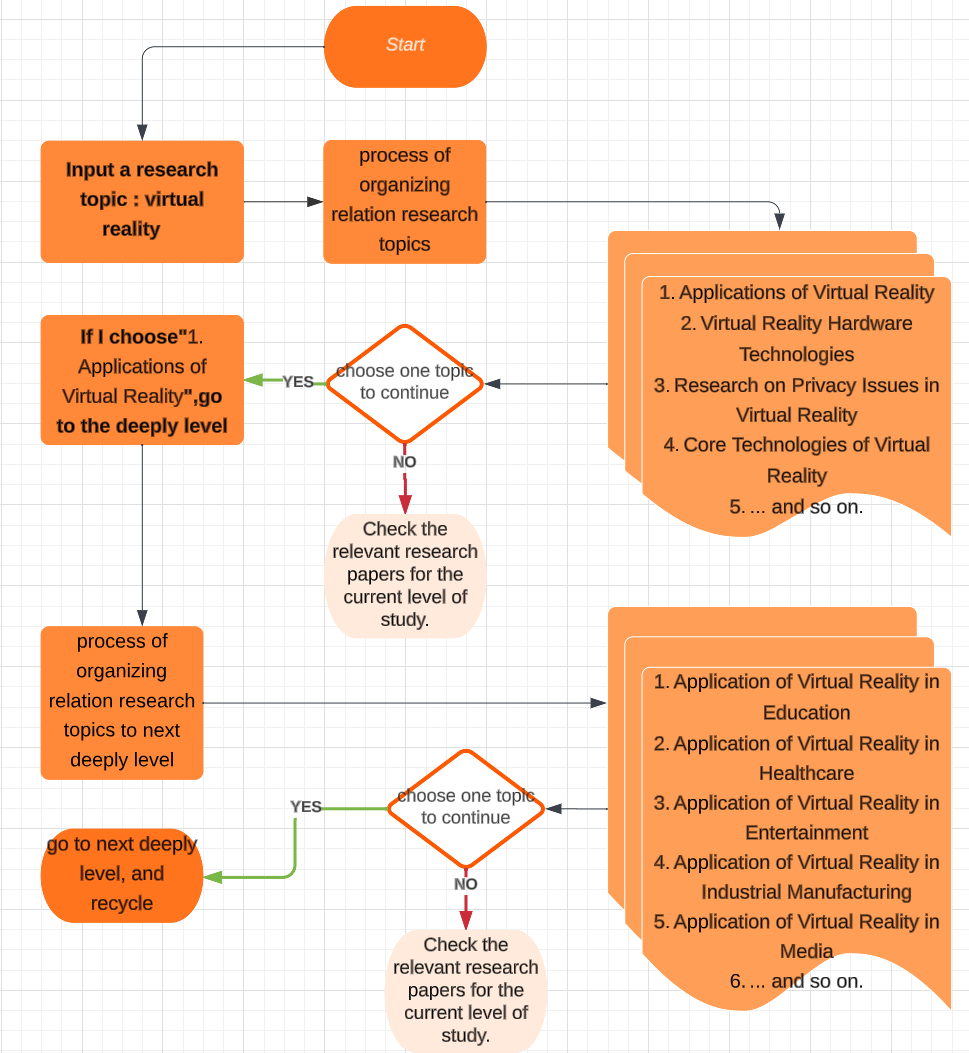 Start
Input a research
topic : virtual
reality
process of
organizing
relation research
topics
1. Applications of Virtual Reality
2. Virtual Reality Hardware
Technologies
3. Research on Privacy Issues in
Virtual Reality
4. Core Technologies of Virtual
Reality
5. ... and so on.
choose one topic
to continue
YES
NO
If I choose"1.
Applications of
Virtual Reality",go
to the deeply level
Check the
relevant research
papers for the
current level of
study.
process of
organizing
relation research
topics to next
deeply level
1. Application of Virtual Reality in
Education
2. Application of Virtual Reality in
Healthcare
3. Application of Virtual Reality in
Entertainment
4. Application of Virtual Reality in
Industrial Manufacturing
5. Application of Virtual Reality in
Media
6. ... and so on.
choose one topic
to continue
YES
NO
go to next deeply
level, and
recycle
Check the
relevant research
papers for the
current level of
study.